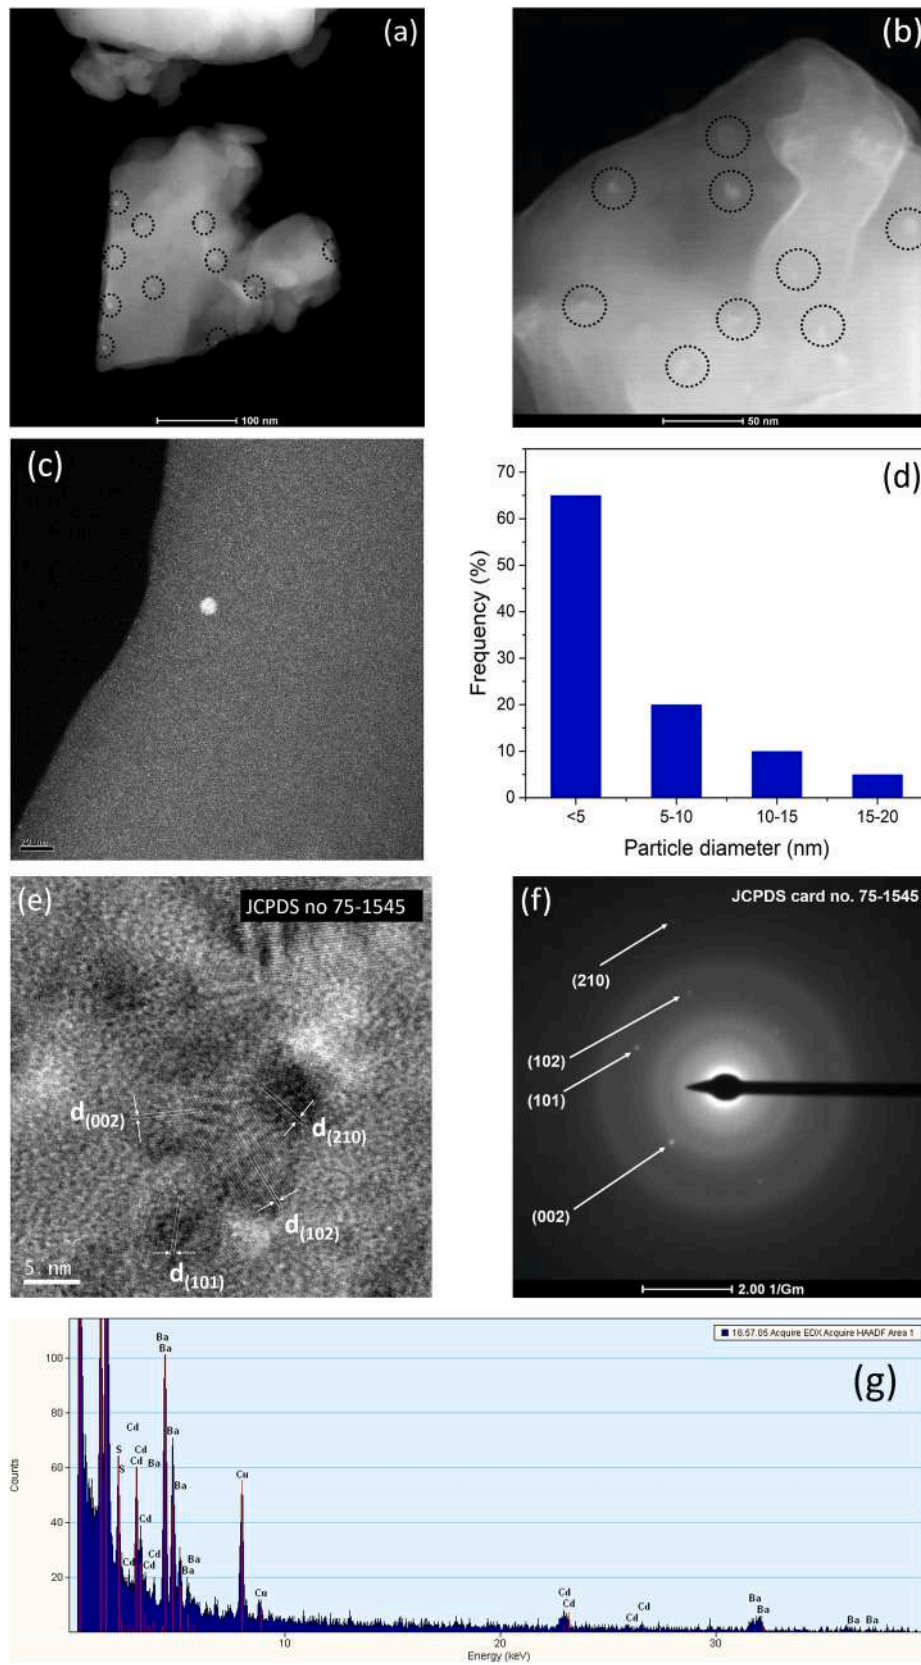 (a)
100 nm
(b)
50 nm
(c)
(d)
Frequency (%)
70
60
50
40
30
20
10
0
<5
5-10
10-15
15-20
Particle diameter (nm)
(e)
JCPDS no 75-1545
d(002)
d(210)
d(102)
d(101)
5 nm
(f)
JCPDS card no. 75-1545
(210)
(102)
(101)
(002)
2.00 1/Gm
(g)
16.57.05 Acquire EDX Acquire HAADF Area 1
Counts
100
80
60
40
20
Ba
Ba
Cd
Ba
S
Cd
Cd
Ba
S
Ba
Cu
Cd
Cd
Cd
Cd
Ba
Ba
Cu
Cd
Cd
Cd
Cd
Ba
Ba
Ba
Ba
10
20
30
Energy (keV)